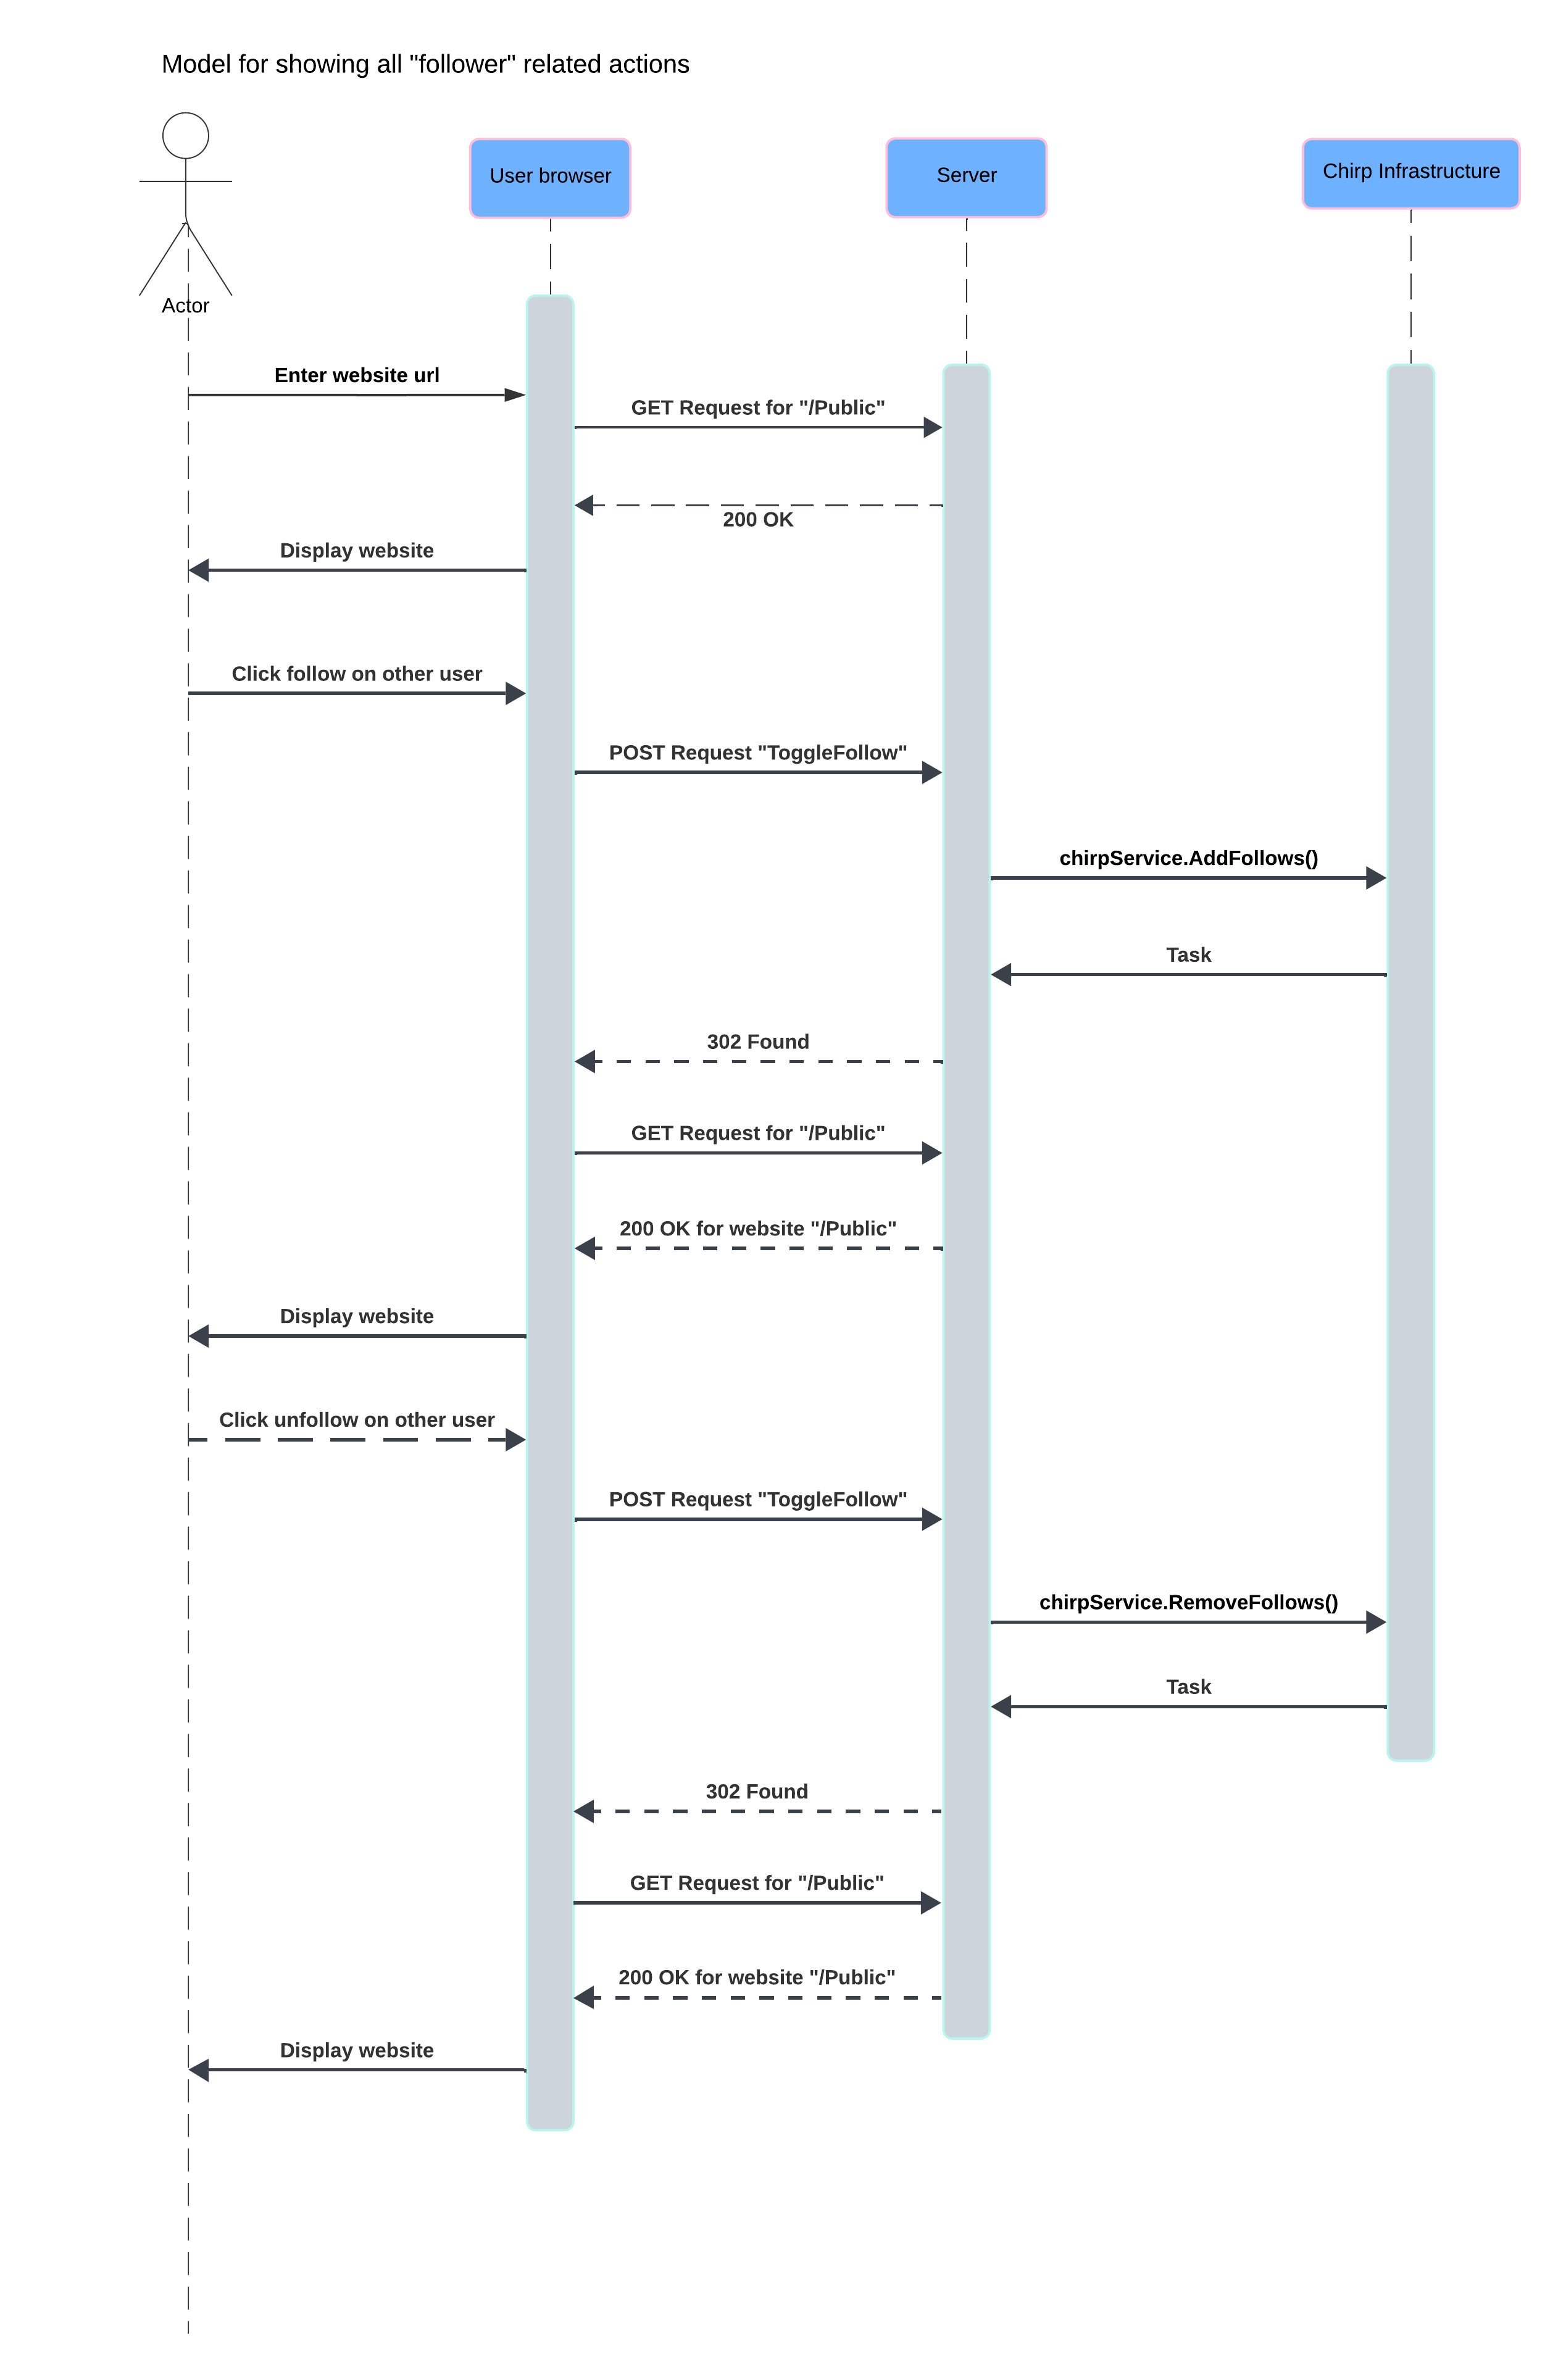 Model for showing all "follower" related actions
User browser
Server
Chirp Infrastructure
Actor
Enter website url
GET Request for "/Public"
200 OK
Display website
Click follow on other user
POST Request "ToggleFollow"
chirpService.AddFollows()
Task
302 Found
GET Request for "/Public"
200 OK for website "/Public"
Display website
Click unfollow on other user
POST Request "ToggleFollow"
chirpService.RemoveFollows()
Task
302 Found
GET Request for "/Public"
200 OK for website "/Public"
Display website